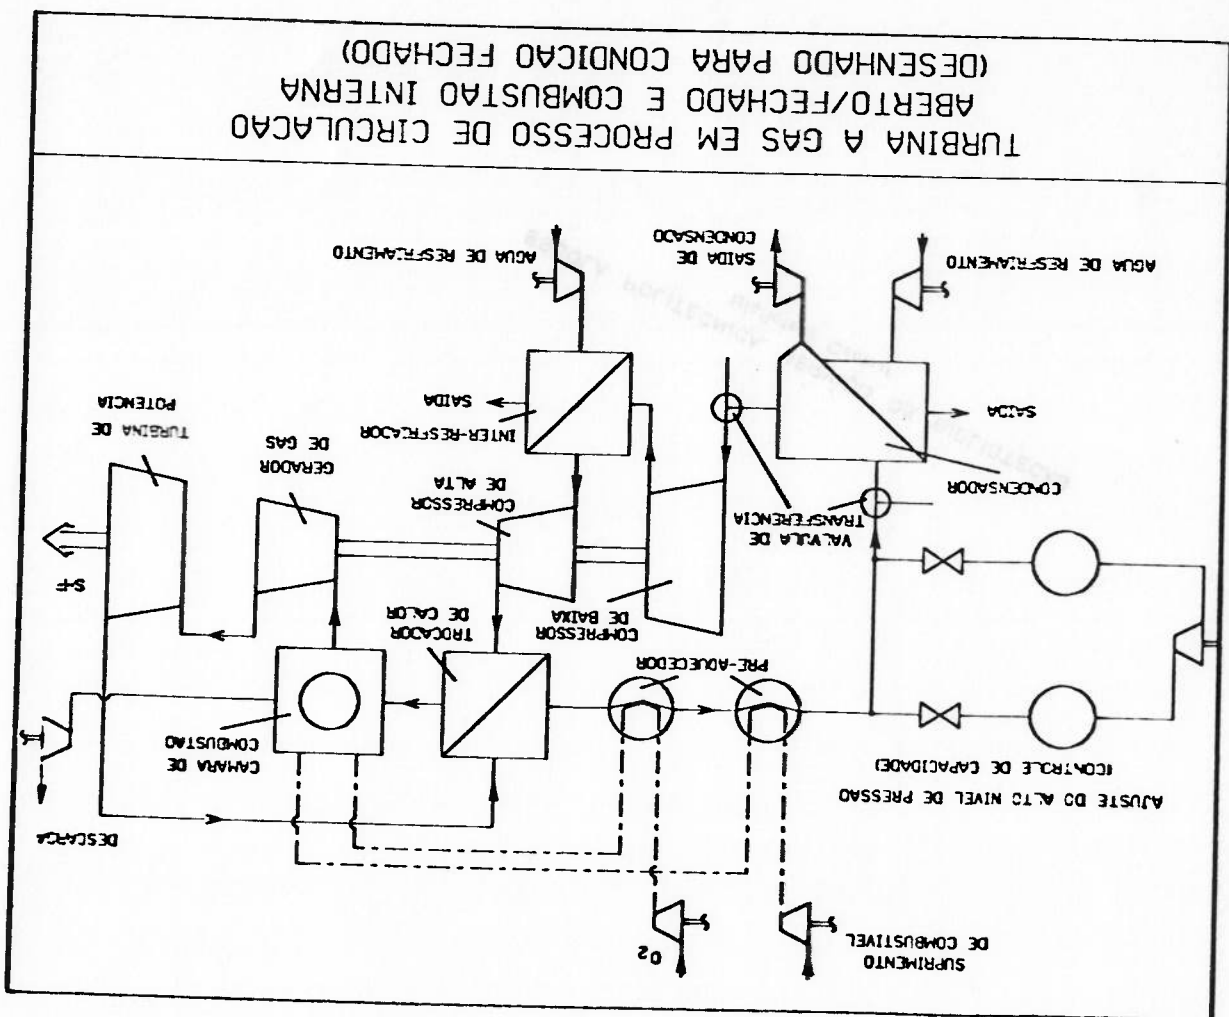 SUPRIMENTO
DE COMBUSTIVEL
O2
DESCARGA
AJUSTE DO ALTO NIVEL DE PRESSAO
(CONTROLE DE CAPACIDADE)
CAMARA DE
COMBUSTAO
PRE-AQUECEDOR
TROCADOR
DE CALOR
COMPRESSOR
DE BAIXA
VALVULA DE
TRANSFERENCIA
CONDENSADOR
COMPRESSOR
DE ALTA
GERADOR
DE GAS
TURBINA DE
POTENCIA
INTER-RESFRIADOR
SAIDA
SAIDA
AGUA DE RESFRIAMENTO
SAIDA DE
CONDENSADO
AGUA DE RESFRIAMENTO
TURBINA A GAS EM PROCESSO DE CIRCULACAO
ABERTO/FECHADO E COMBUSTAO INTERNA
(DESENHADO PARA CONDICAO FECHADO)